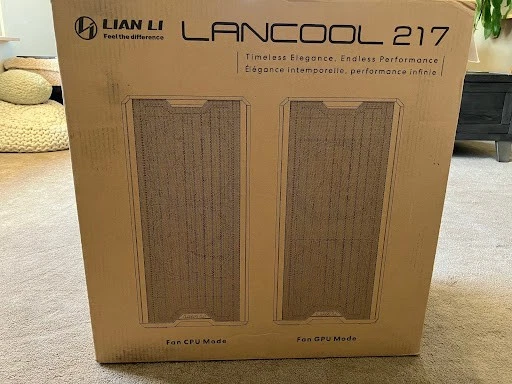 LIAN LI
Feel the difference
LANCOOL 217
Timeless Elegance. Endless Performance
Élégance intemporelle, performance infinie
Fan CPU Mode
Fan GPU Mode